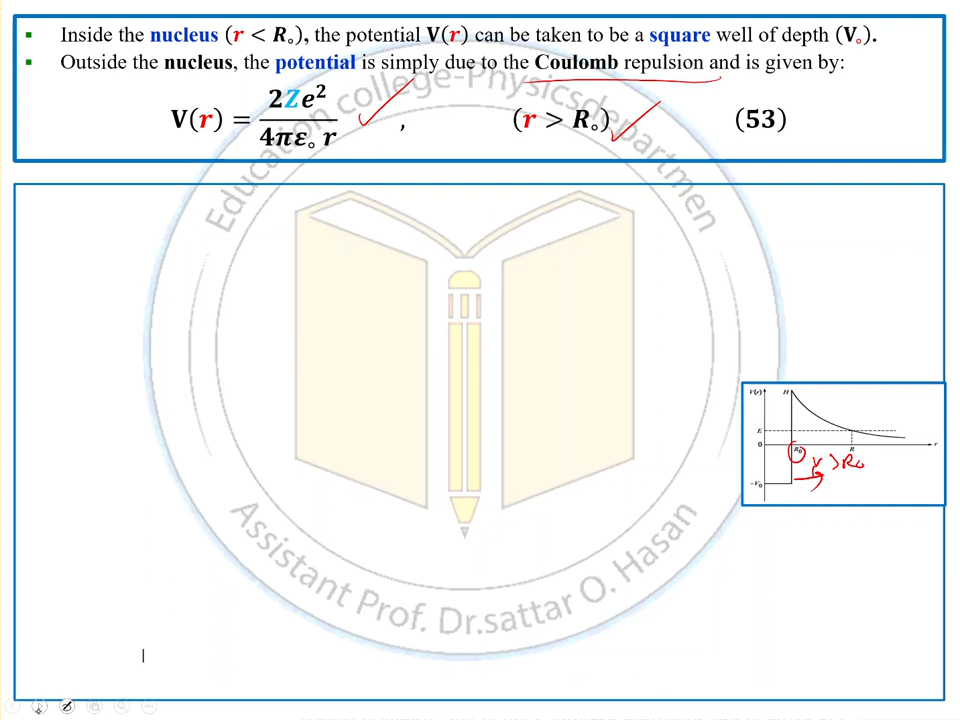 ▪ Inside the nucleus (r < R∘), the potential V(r) can be taken to be a square well of depth (V∘).
▪ Outside the nucleus, the potential is simply due to the Coulomb repulsion and is given by:
V(r) = 2Ze² / 4πε∘ r , (r > R∘) (53)
Education college-Physicsdepartmen
V(r)
H
E
0
R₀
R
r
r > R₀
-V₀
Assistant Prof. Dr.sattar O. Hasan